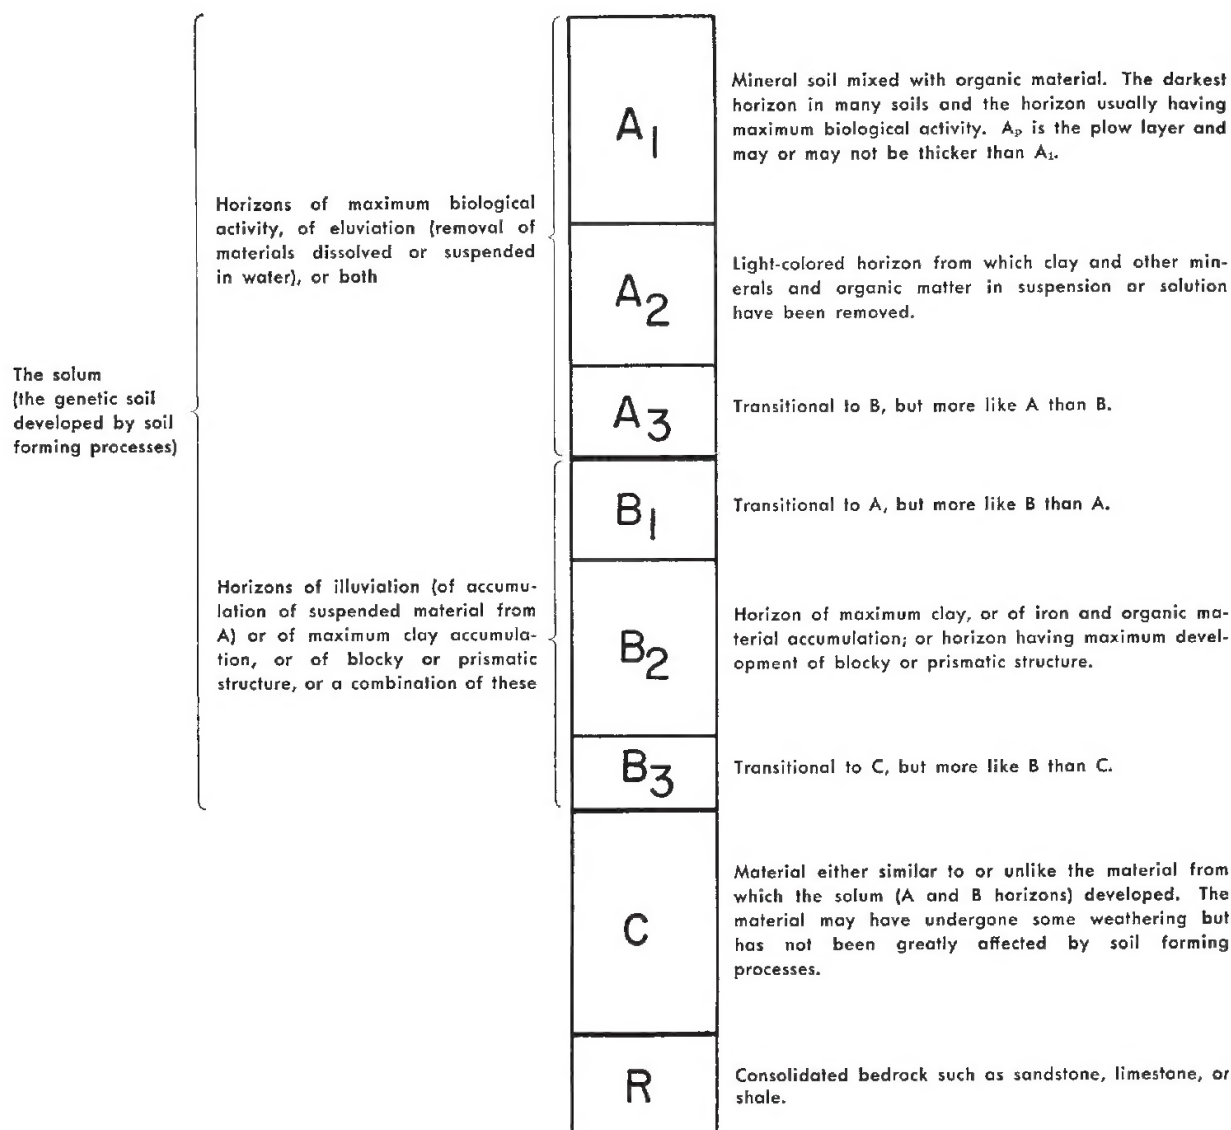 A1
Mineral soil mixed with organic material. The darkest
horizon in many soils and the horizon usually having
maximum biological activity. Ap is the plow layer and
may or may not be thicker than A1.
Horizons of maximum biological
activity, of eluviation (removal of
materials dissolved or suspended
in water), or both
A2
Light-colored horizon from which clay and other min-
erals and organic matter in suspension or solution
have been removed.
The solum
(the genetic soil
developed by soil
forming processes)
A3
Transitional to B, but more like A than B.
B1
Transitional to A, but more like B than A.
Horizons of illuviation (of accumu-
lation of suspended material from
A) or of maximum clay accumula-
tion, or of blocky or prismatic
structure, or a combination of these
B2
Horizon of maximum clay, or of iron and organic ma-
terial accumulation; or horizon having maximum devel-
opment of blocky or prismatic structure.
B3
Transitional to C, but more like B than C.
C
Material either similar to or unlike the material from
which the solum (A and B horizons) developed. The
material may have undergone some weathering but
has not been greatly affected by soil forming
processes.
R
Consolidated bedrock such as sandstone, limestone, or
shale.